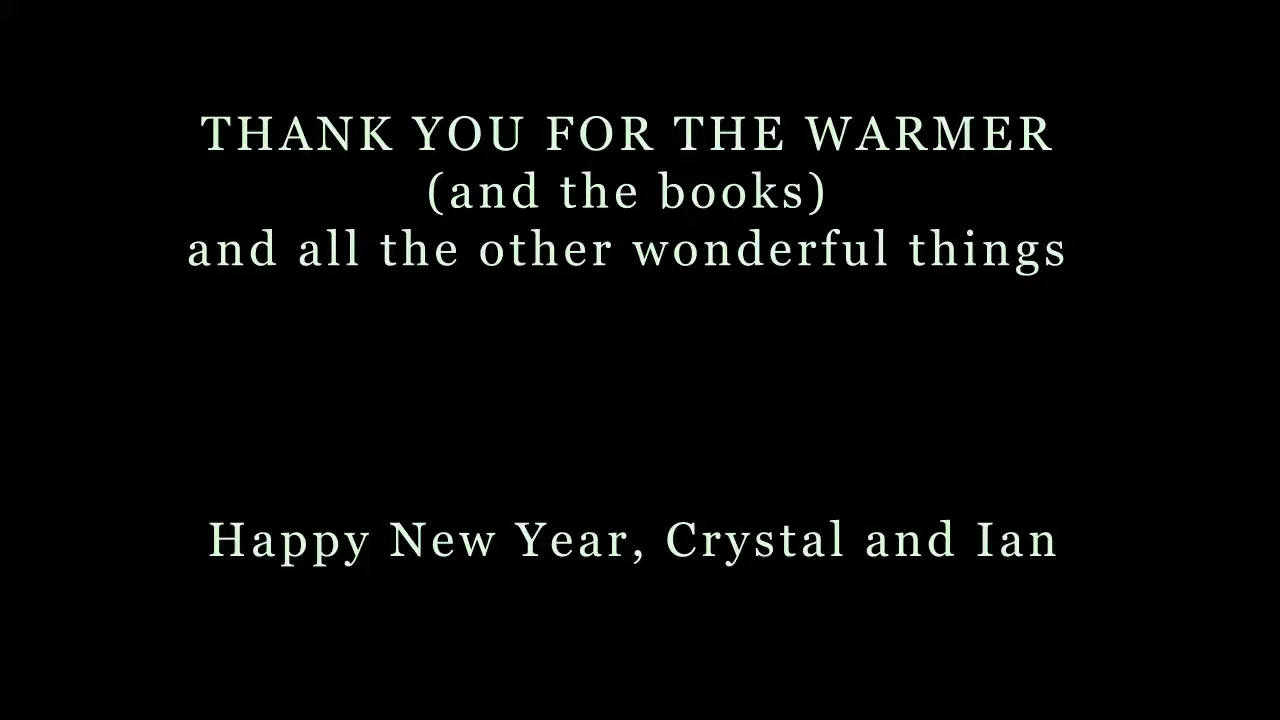 THANK YOU FOR THE WARMER
(and the books)
and all the other wonderful things
Happy New Year, Crystal and Ian